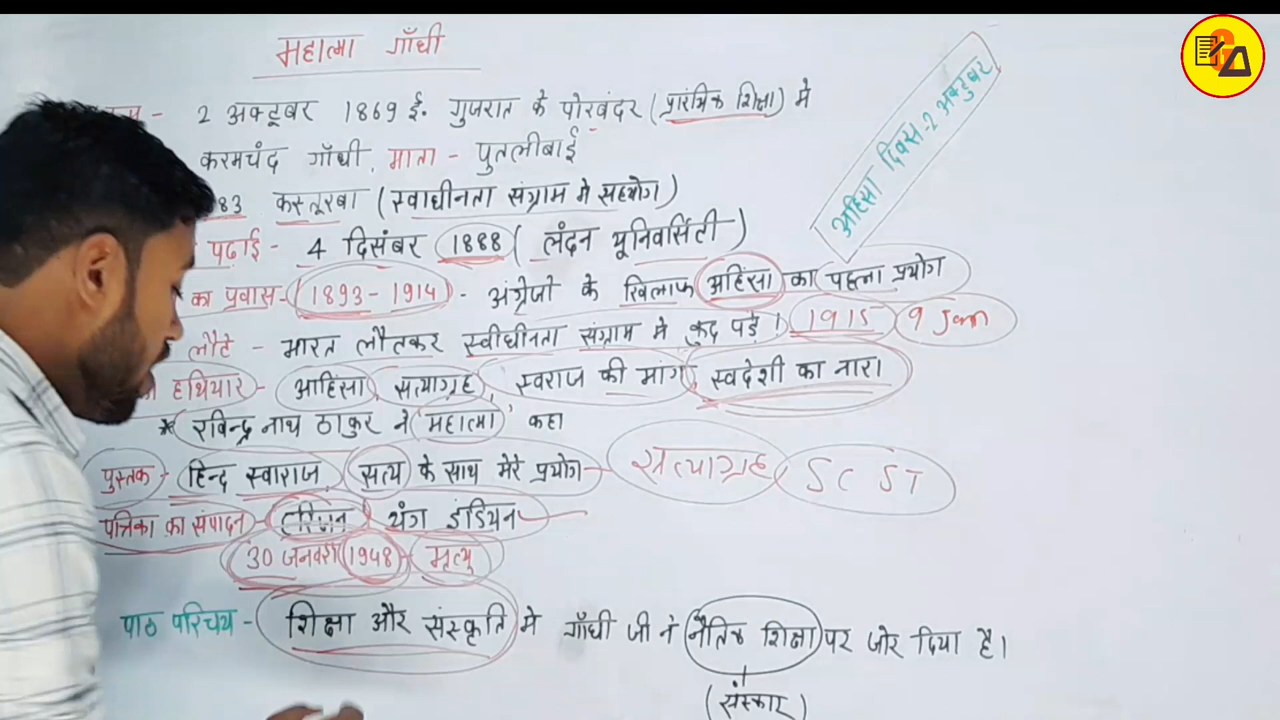 महात्मा गाँधी
- 2 अक्टूबर 1869 ई. गुजरात के पोरबंदर (प्रारंभिक शिक्षा) में
करमचंद गाँधी, माता - पुतलीबाई
83 कस्तूरबा (स्वाधीनता संग्राम में सहयोग)
पढाई - 4 दिसंबर 1888 (लंदन यूनिवर्सिटी)
का प्रवास - 1893 - 1914 - अंग्रेजो के खिलाफ अहिंसा का पहला प्रयोग
लौटे - भारत लौटकर स्वीधीनता संग्राम मे कुद पड़े। 1915 9 Jan
हथियार - अहिंसा, सत्याग्रह, स्वराज की मांग, स्वदेशी का नारा।
* रविन्द्र नाथ ठाकुर ने 'महात्मा' कहा
पुस्तक - हिन्द स्वाराज, सत्य के साथ मेरे प्रयोग - सत्याग्रह SC ST
पत्रिका का संपादन - हरिजन यंग इंडियन
30 जनवरी 1948 - मृत्यु
पाठ परिचय - शिक्षा और संस्कृति मे गाँधी जी ने नैतिक शिक्षा पर जोर दिया है।
(संस्कार)
अहिंसा दिवस - 2 अक्टुबर